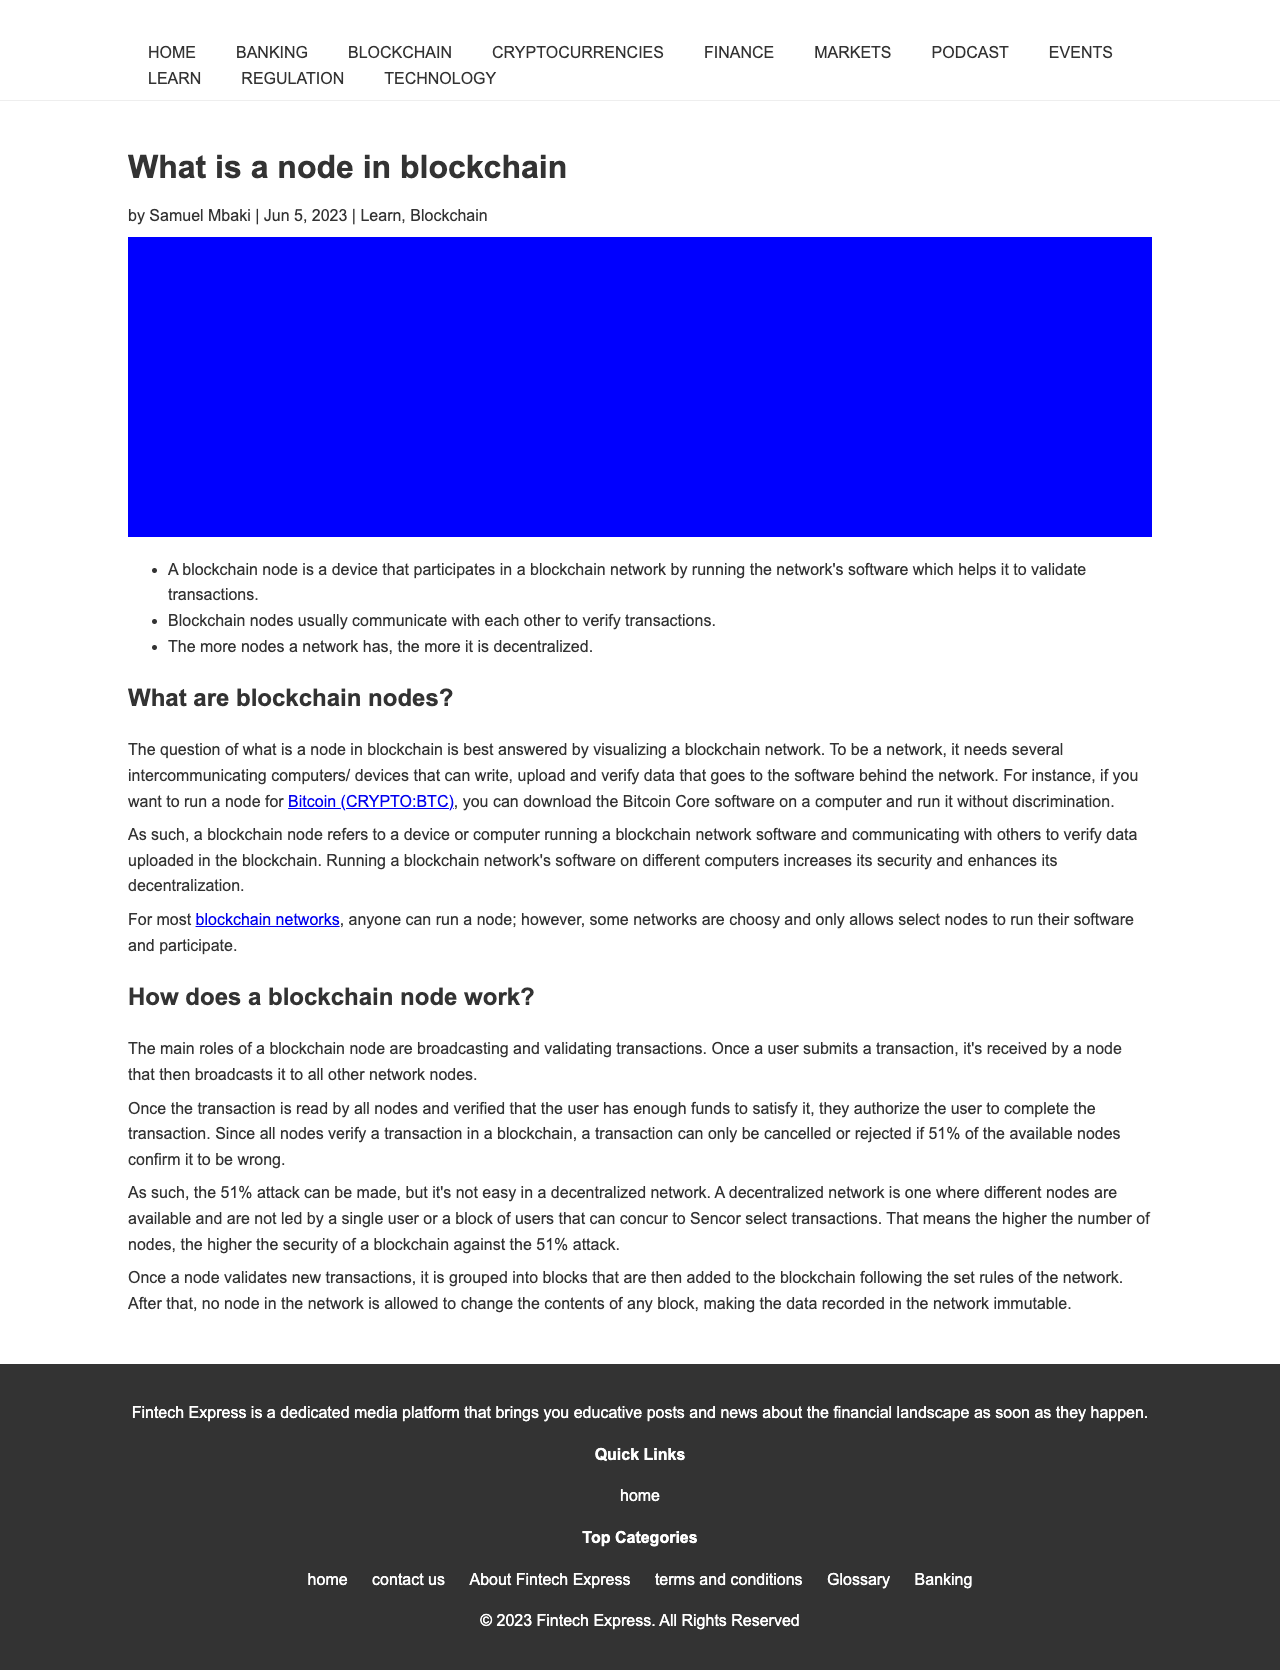 HOME BANKING BLOCKCHAIN CRYPTOCURRENCIES FINANCE MARKETS PODCAST EVENTS
LEARN REGULATION TECHNOLOGY
What is a node in blockchain
by Samuel Mbaki | Jun 5, 2023 | Learn, Blockchain
A blockchain node is a device that participates in a blockchain network by running the network's software which helps it to validate
transactions.
Blockchain nodes usually communicate with each other to verify transactions.
The more nodes a network has, the more it is decentralized.
What are blockchain nodes?
The question of what is a node in blockchain is best answered by visualizing a blockchain network. To be a network, it needs several
intercommunicating computers/ devices that can write, upload and verify data that goes to the software behind the network. For instance, if you
want to run a node for Bitcoin (CRYPTO:BTC), you can download the Bitcoin Core software on a computer and run it without discrimination.
As such, a blockchain node refers to a device or computer running a blockchain network software and communicating with others to verify data
uploaded in the blockchain. Running a blockchain network's software on different computers increases its security and enhances its
decentralization.
For most blockchain networks, anyone can run a node; however, some networks are choosy and only allows select nodes to run their software
and participate.
How does a blockchain node work?
The main roles of a blockchain node are broadcasting and validating transactions. Once a user submits a transaction, it's received by a node
that then broadcasts it to all other network nodes.
Once the transaction is read by all nodes and verified that the user has enough funds to satisfy it, they authorize the user to complete the
transaction. Since all nodes verify a transaction in a blockchain, a transaction can only be cancelled or rejected if 51% of the available nodes
confirm it to be wrong.
As such, the 51% attack can be made, but it's not easy in a decentralized network. A decentralized network is one where different nodes are
available and are not led by a single user or a block of users that can concur to Sencor select transactions. That means the higher the number of
nodes, the higher the security of a blockchain against the 51% attack.
Once a node validates new transactions, it is grouped into blocks that are then added to the blockchain following the set rules of the network.
After that, no node in the network is allowed to change the contents of any block, making the data recorded in the network immutable.
Fintech Express is a dedicated media platform that brings you educative posts and news about the financial landscape as soon as they happen.
Quick Links
home
Top Categories
home contact us About Fintech Express terms and conditions Glossary Banking
© 2023 Fintech Express. All Rights Reserved